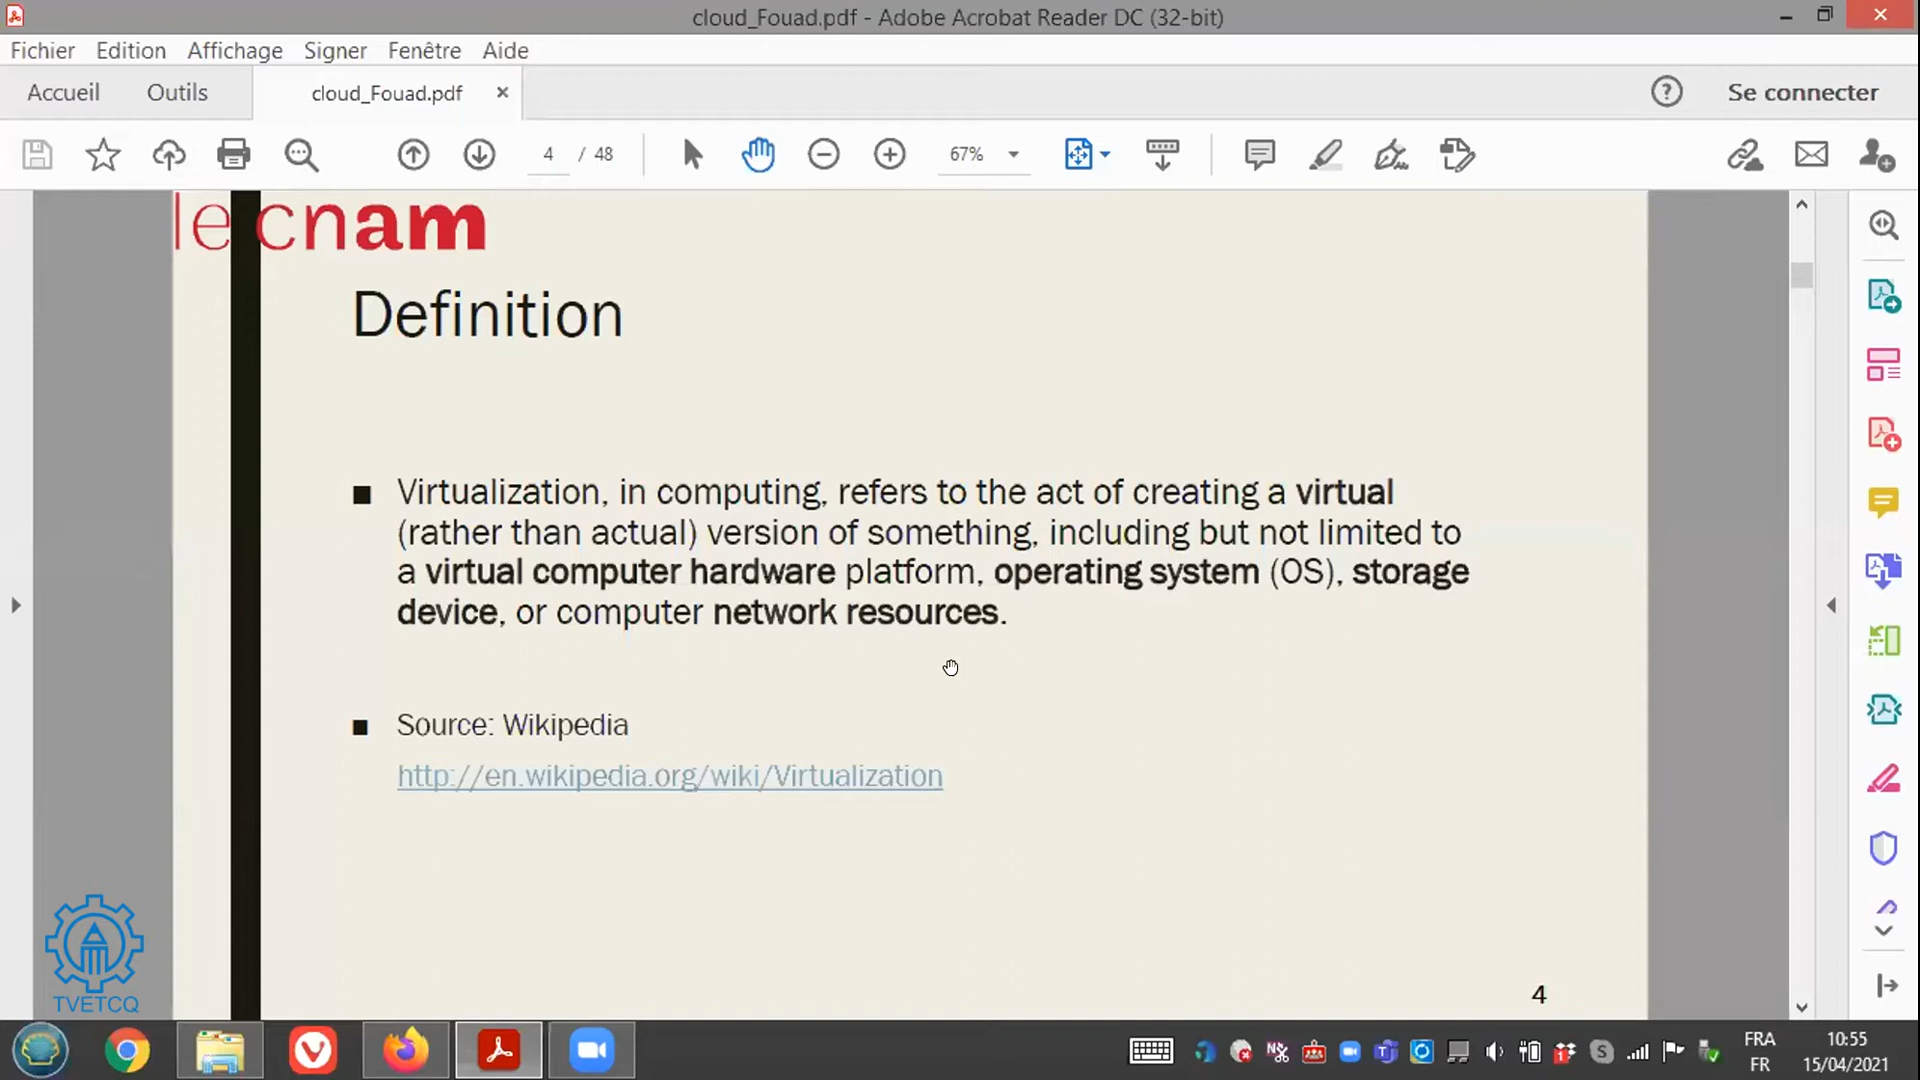 cloud_Fouad.pdf - Adobe Acrobat Reader DC (32-bit)
Fichier Edition Affichage Signer Fenêtre Aide
Accueil Outils cloud_Fouad.pdf × ? Se connecter
4 / 48 67%
le cnam
Definition
■ Virtualization, in computing, refers to the act of creating a virtual
(rather than actual) version of something, including but not limited to
a virtual computer hardware platform, operating system (OS), storage
device, or computer network resources.
■ Source: Wikipedia
http://en.wikipedia.org/wiki/Virtualization
TVETCQ
4
FRA 10:55
FR 15/04/2021